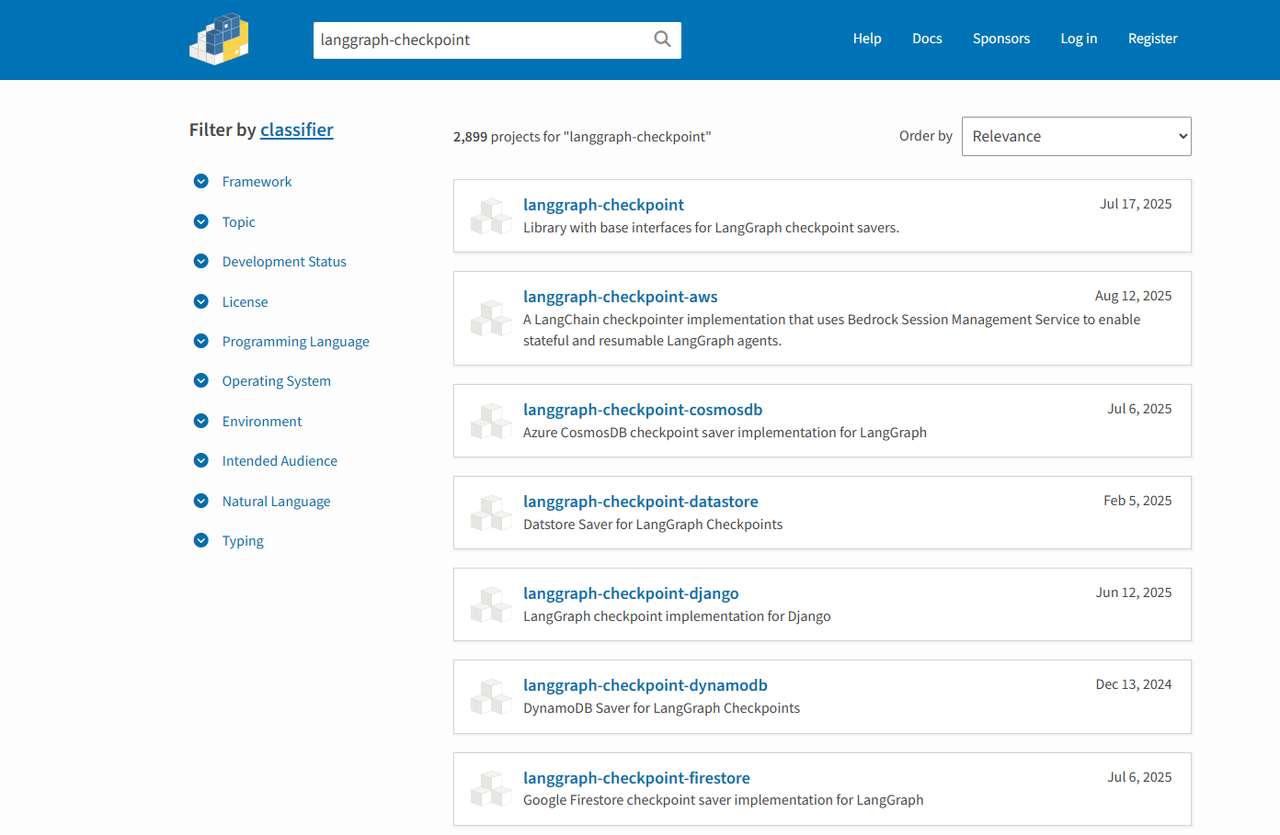 langgraph-checkpoint
Help Docs Sponsors Log in Register
Filter by classifier
Framework
Topic
Development Status
License
Programming Language
Operating System
Environment
Intended Audience
Natural Language
Typing
2,899 projects for "langgraph-checkpoint"
Order by Relevance
langgraph-checkpoint Jul 17, 2025
Library with base interfaces for LangGraph checkpoint savers.
langgraph-checkpoint-aws Aug 12, 2025
A LangChain checkpointer implementation that uses Bedrock Session Management Service to enable
stateful and resumable LangGraph agents.
langgraph-checkpoint-cosmosdb Jul 6, 2025
Azure CosmosDB checkpoint saver implementation for LangGraph
langgraph-checkpoint-datastore Feb 5, 2025
Datstore Saver for LangGraph Checkpoints
langgraph-checkpoint-django Jun 12, 2025
LangGraph checkpoint implementation for Django
langgraph-checkpoint-dynamodb Dec 13, 2024
DynamoDB Saver for LangGraph Checkpoints
langgraph-checkpoint-firestore Jul 6, 2025
Google Firestore checkpoint saver implementation for LangGraph